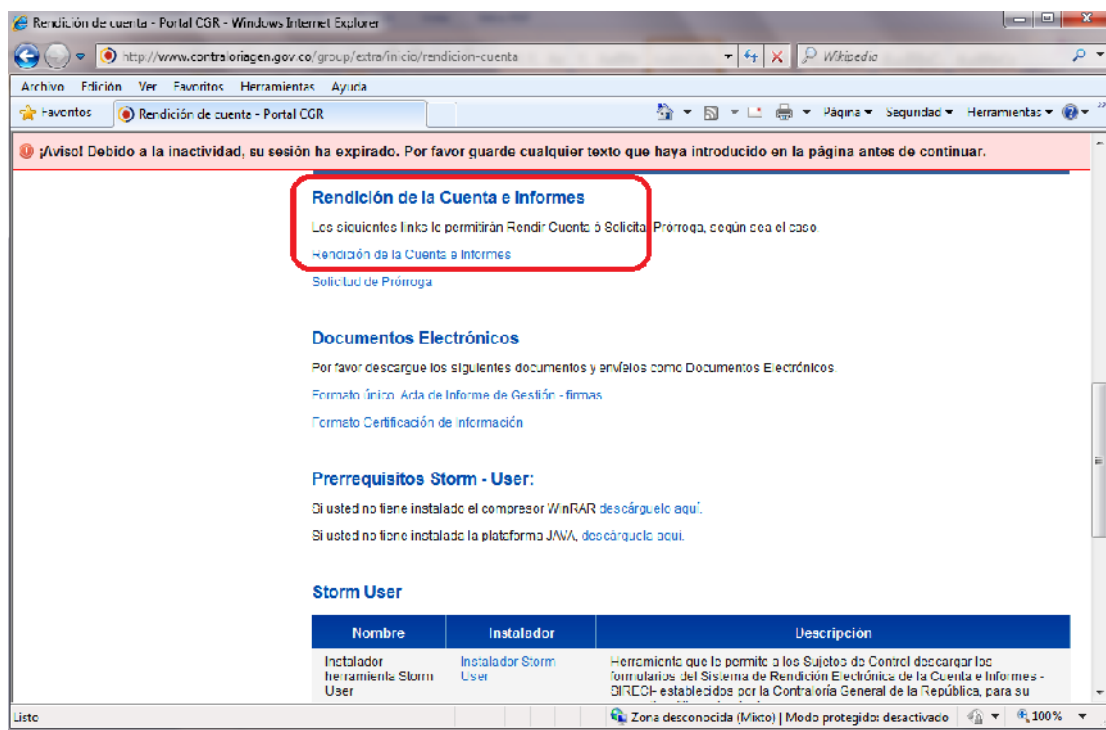 Rendición de cuenta - Portal CGR - Windows Internet Explorer
http://www.contraloriagen.gov.co/group/extra/inicio/rendicion-cuenta
Wikipedia
Archivo Edición Ver Favoritos Herramientas Ayuda
Favoritos
Rendición de cuenta - Portal CGR
Página
Seguridad
Herramientas
¡Aviso! Debido a la inactividad, su sesión ha expirado. Por favor guarde cualquier texto que haya introducido en la página antes de continuar.
Rendición de la Cuenta e Informes
Los siguientes links le permitirán Rendir Cuenta ó Solicitar Prórroga, según sea el caso.
Rendición de la Cuenta e Informes
Solicitud de Prórroga
Documentos Electrónicos
Por favor descargue los siguientes documentos y envíelos como Documentos Electrónicos.
Formato único Acta de Informe de Gestión - firmas
Formato Certificación de Información
Prerrequisitos Storm - User:
Si usted no tiene instalado el compresor WinRAR descárguelo aquí.
Si usted no tiene instalada la plataforma JAVA, descárguela aquí.
Storm User
Nombre Instalador Descripción
Instalador herramienta Storm User
Instalador Storm User
Herramienta que le permite a los Sujetos de Control descargar los
formularios del Sistema de Rendición Electrónica de la Cuenta e Informes -
SIRECI- establecidos por la Contraloría General de la República, para su
Listo
Zona desconocida (Mixto) | Modo protegido: desactivado
100%